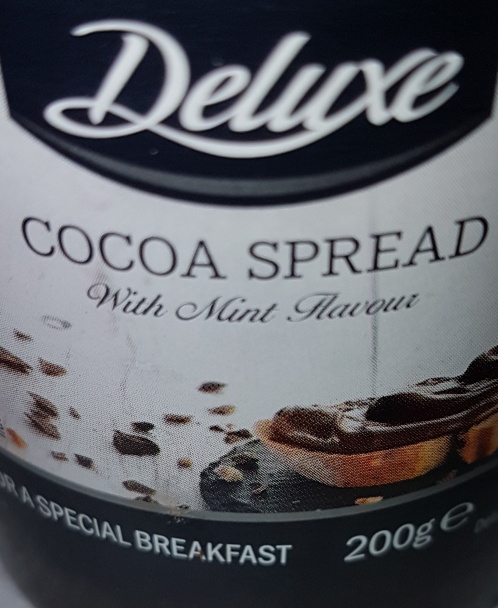 Deluxe
COCOA SPREAD
With Mint Flavour
A SPECIAL BREAKFAST
200g ℮